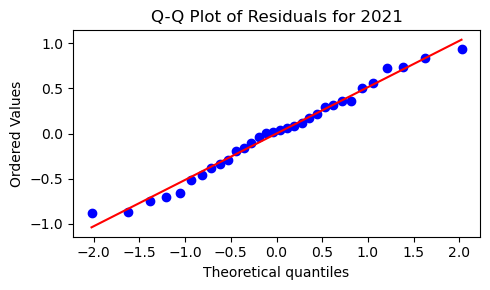 Q-Q Plot of Residuals for 2021
Ordered Values
1.0
0.5
0.0
−0.5
−1.0
−2.0 −1.5 −1.0 −0.5 0.0 0.5 1.0 1.5 2.0
Theoretical quantiles